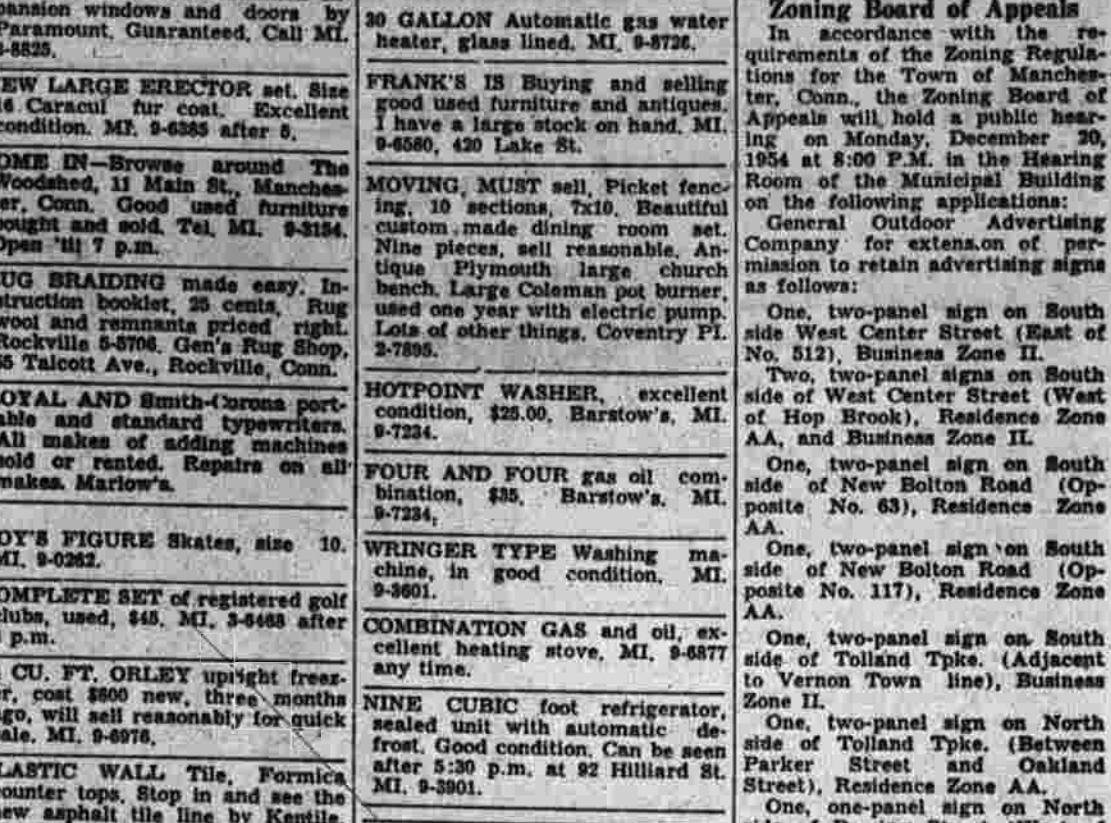 pansion windows and doors by
Paramount. Guaranteed. Call MI.
-8825.
EW LARGE ERECTOR set. Size
16 Caracul fur coat. Excellent
condition. MI. 9-6385 after 5.
OME IN—Browse around The
Woodshed, 11 Main St., Manches-
er, Conn. Good used furniture
bought and sold. Tel. MI. 9-3154.
Open 'til 7 p.m.
UG BRAIDING made easy. In-
struction booklet, 25 cents. Rug
wool and remnants priced right.
Rockville 5-5706. Gen's Rug Shop,
Talcott Ave., Rockville, Conn.
OYAL AND Smith-Corona port-
able and standard typewriters.
All makes of adding machines
sold or rented. Repairs on all
makes. Marlow's.
OY'S FIGURE Skates, size 10.
MI. 9-0262.
OMPLETE SET of registered golf
clubs, used, $45. MI. 3-6468 after
p.m.
CU. FT. ORLEY upright freez-
er, cost $600 new, three months
ago, will sell reasonably for quick
sale. MI. 9-6976.
LASTIC WALL Tile, Formica
counter tops. Stop in and see the
new asphalt tile line by Kentile.
30 GALLON Automatic gas water
heater, glass lined. MI. 9-8726.
FRANK'S IS Buying and selling
good used furniture and antiques.
I have a large stock on hand. MI.
9-6580, 420 Lake St.
MOVING, MUST sell. Picket fenc-
ing, 10 sections, 7x10. Beautiful
custom made dining room set.
Nine pieces, sell reasonable. An-
tique Plymouth large church
bench. Large Coleman pot burner,
used one year with electric pump.
Lots of other things. Coventry PI.
2-7895.
HOTPOINT WASHER, excellent
condition, $25.00. Barstow's, MI.
9-7234.
FOUR AND FOUR gas oil com-
bination, $35. Barstow's. MI.
9-7234.
WRINGER TYPE Washing ma-
chine, in good condition. MI.
9-3601.
COMBINATION GAS and oil, ex-
cellent heating stove. MI. 9-6877
any time.
NINE CUBIC foot refrigerator,
sealed unit with automatic de-
frost. Good condition. Can be seen
after 5:30 p.m. at 92 Hilliard St.
MI. 9-3901.
Zoning Board of Appeals
In accordance with the re-
quirements of the Zoning Regula-
tions for the Town of Manches-
ter, Conn., the Zoning Board of
Appeals will hold a public hear-
ing on Monday, December 20,
1954 at 8:00 P.M. in the Hearing
Room of the Municipal Building
on the following applications:
General Outdoor Advertising
Company for extens.on of per-
mission to retain advertising signs
as follows:
One, two-panel sign on South
side West Center Street (East of
No. 512), Business Zone II.
Two, two-panel signs on South
side of West Center Street (West
of Hop Brook), Residence Zone
AA, and Business Zone II.
One, two-panel sign on South
side of New Bolton Road (Op-
posite No. 63), Residence Zone
AA.
One, two-panel sign on South
side of New Bolton Road (Op-
posite No. 117), Residence Zone
AA.
One, two-panel sign on South
side of Tolland Tpke. (Adjacent
to Vernon Town line), Business
Zone II.
One, two-panel sign on North
side of Tolland Tpke. (Between
Parker Street and Oakland
Street), Residence Zone AA.
One, one-panel sign on North